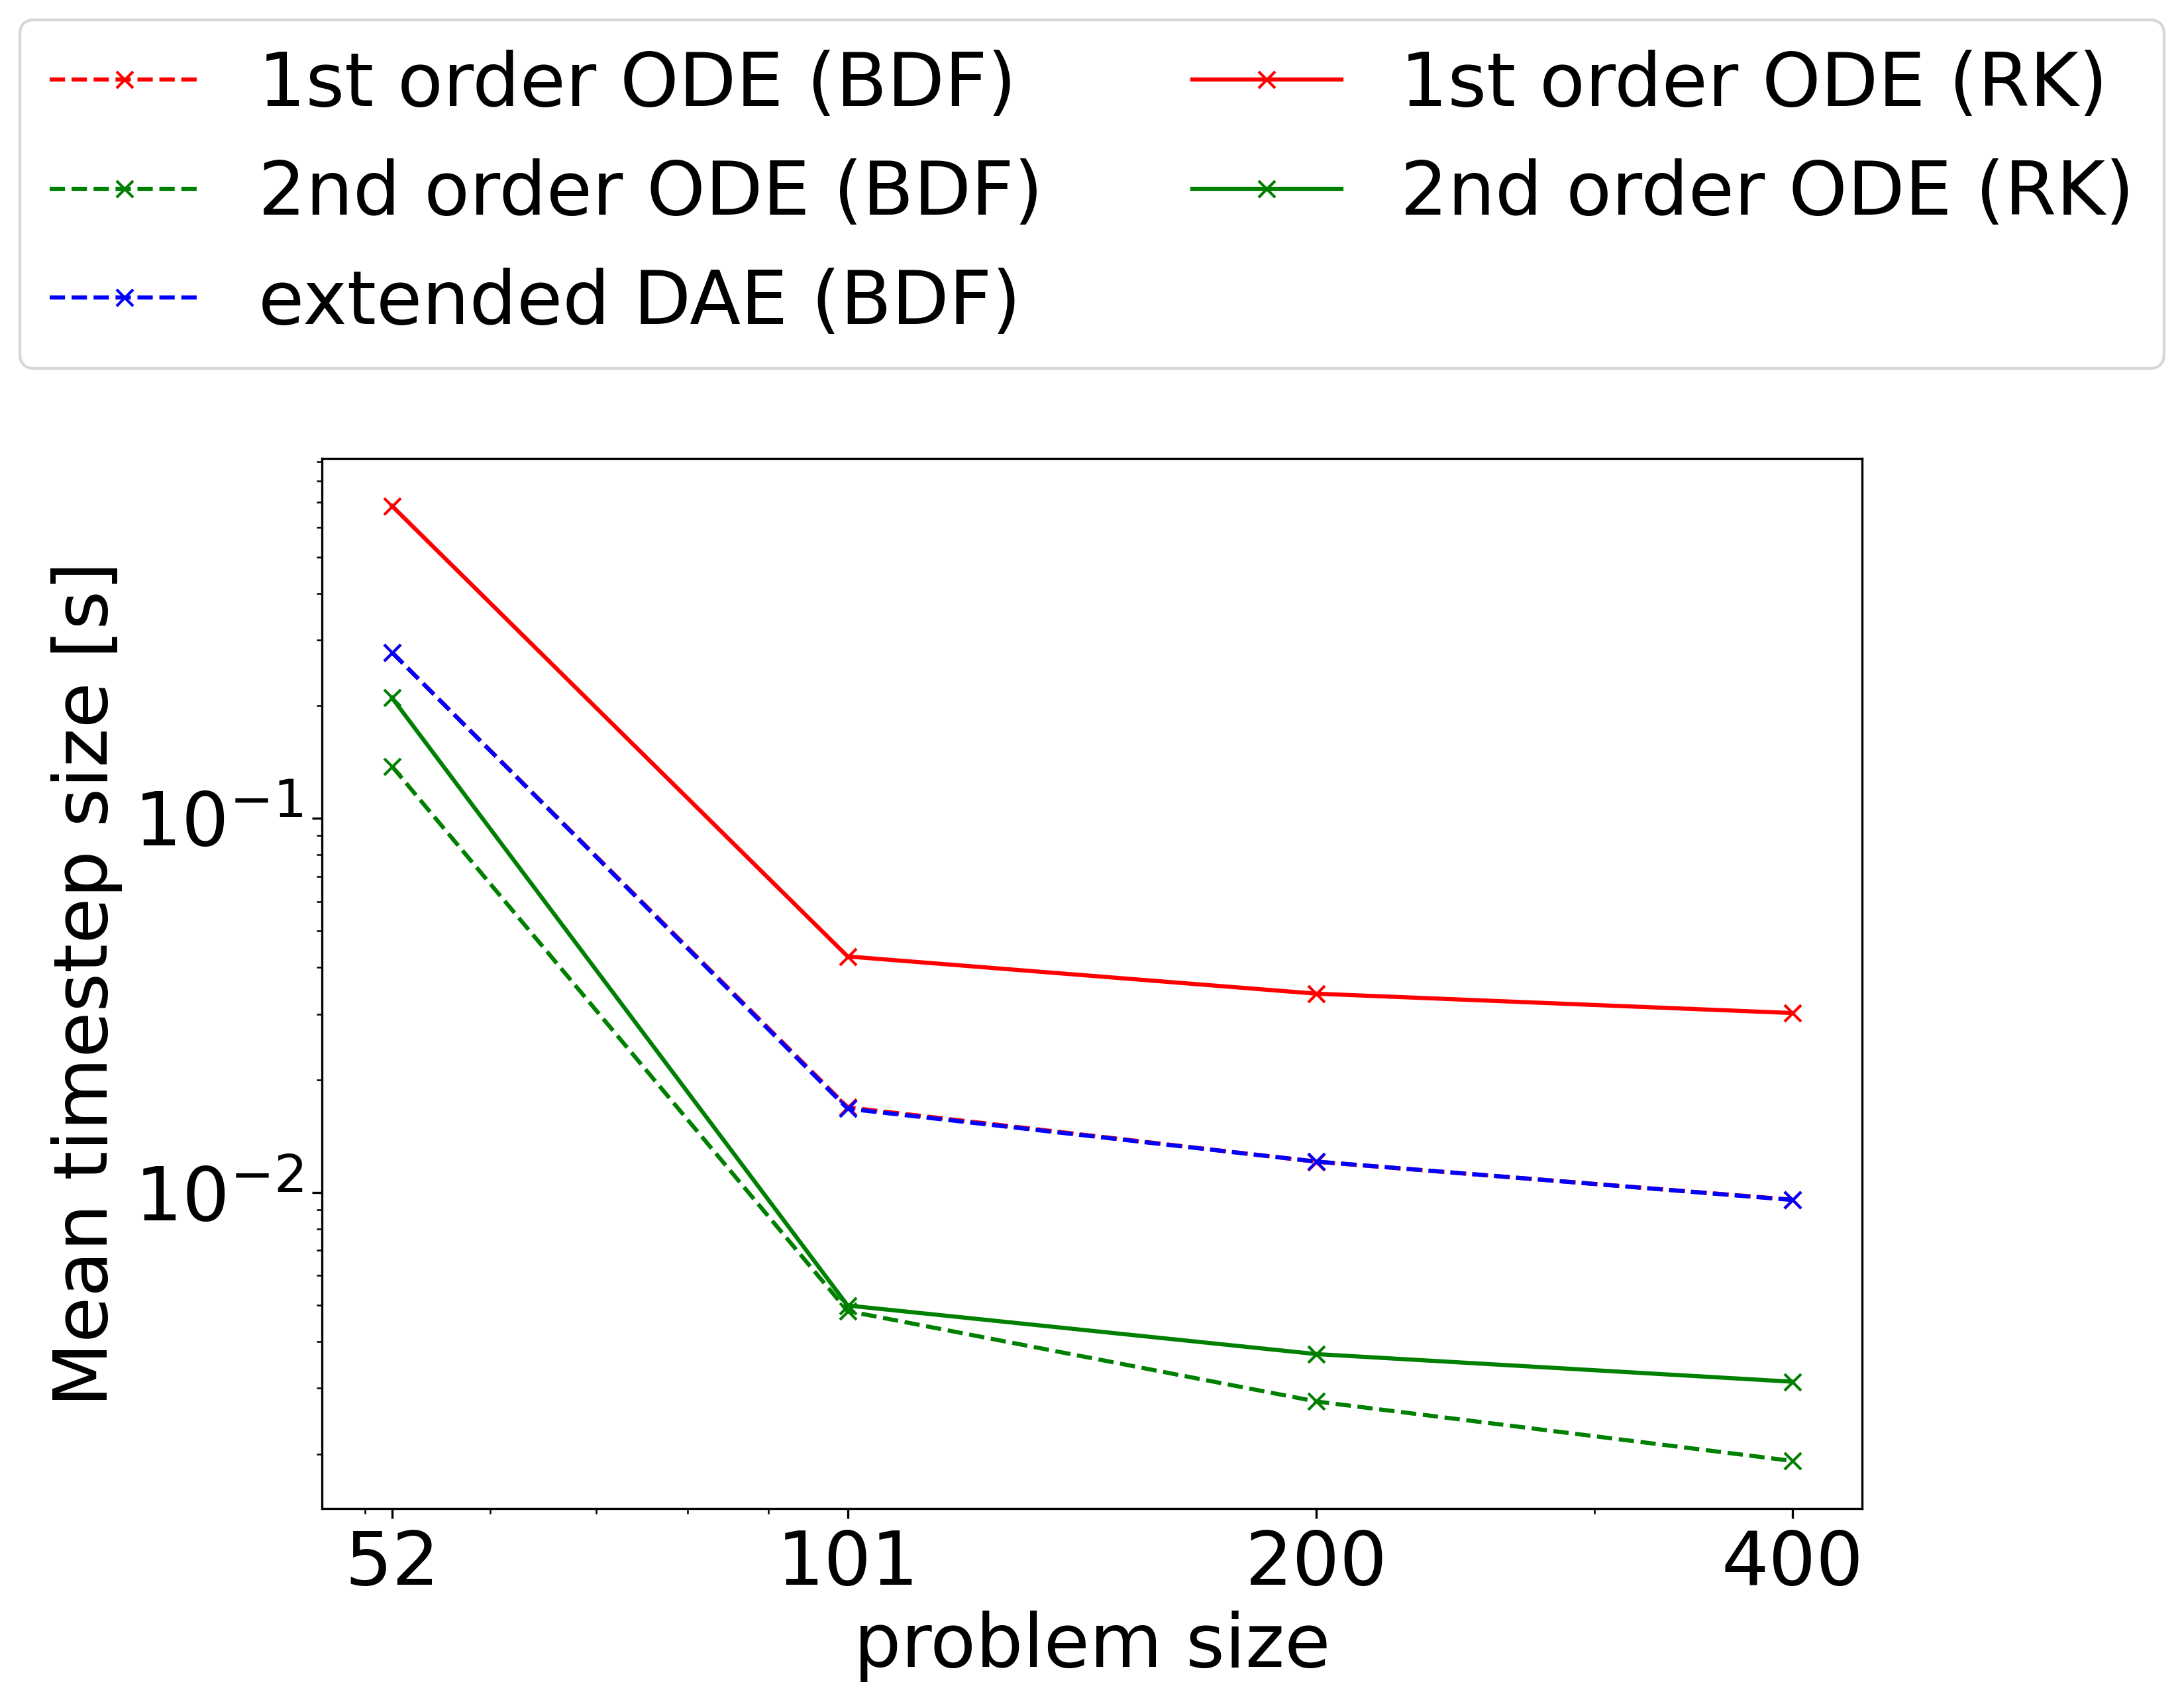 1st order ODE (BDF)
2nd order ODE (BDF)
extended DAE (BDF)
1st order ODE (RK)
2nd order ODE (RK)
Mean timestep size [s]
10⁻¹
10⁻²
52 101 200 400
problem size